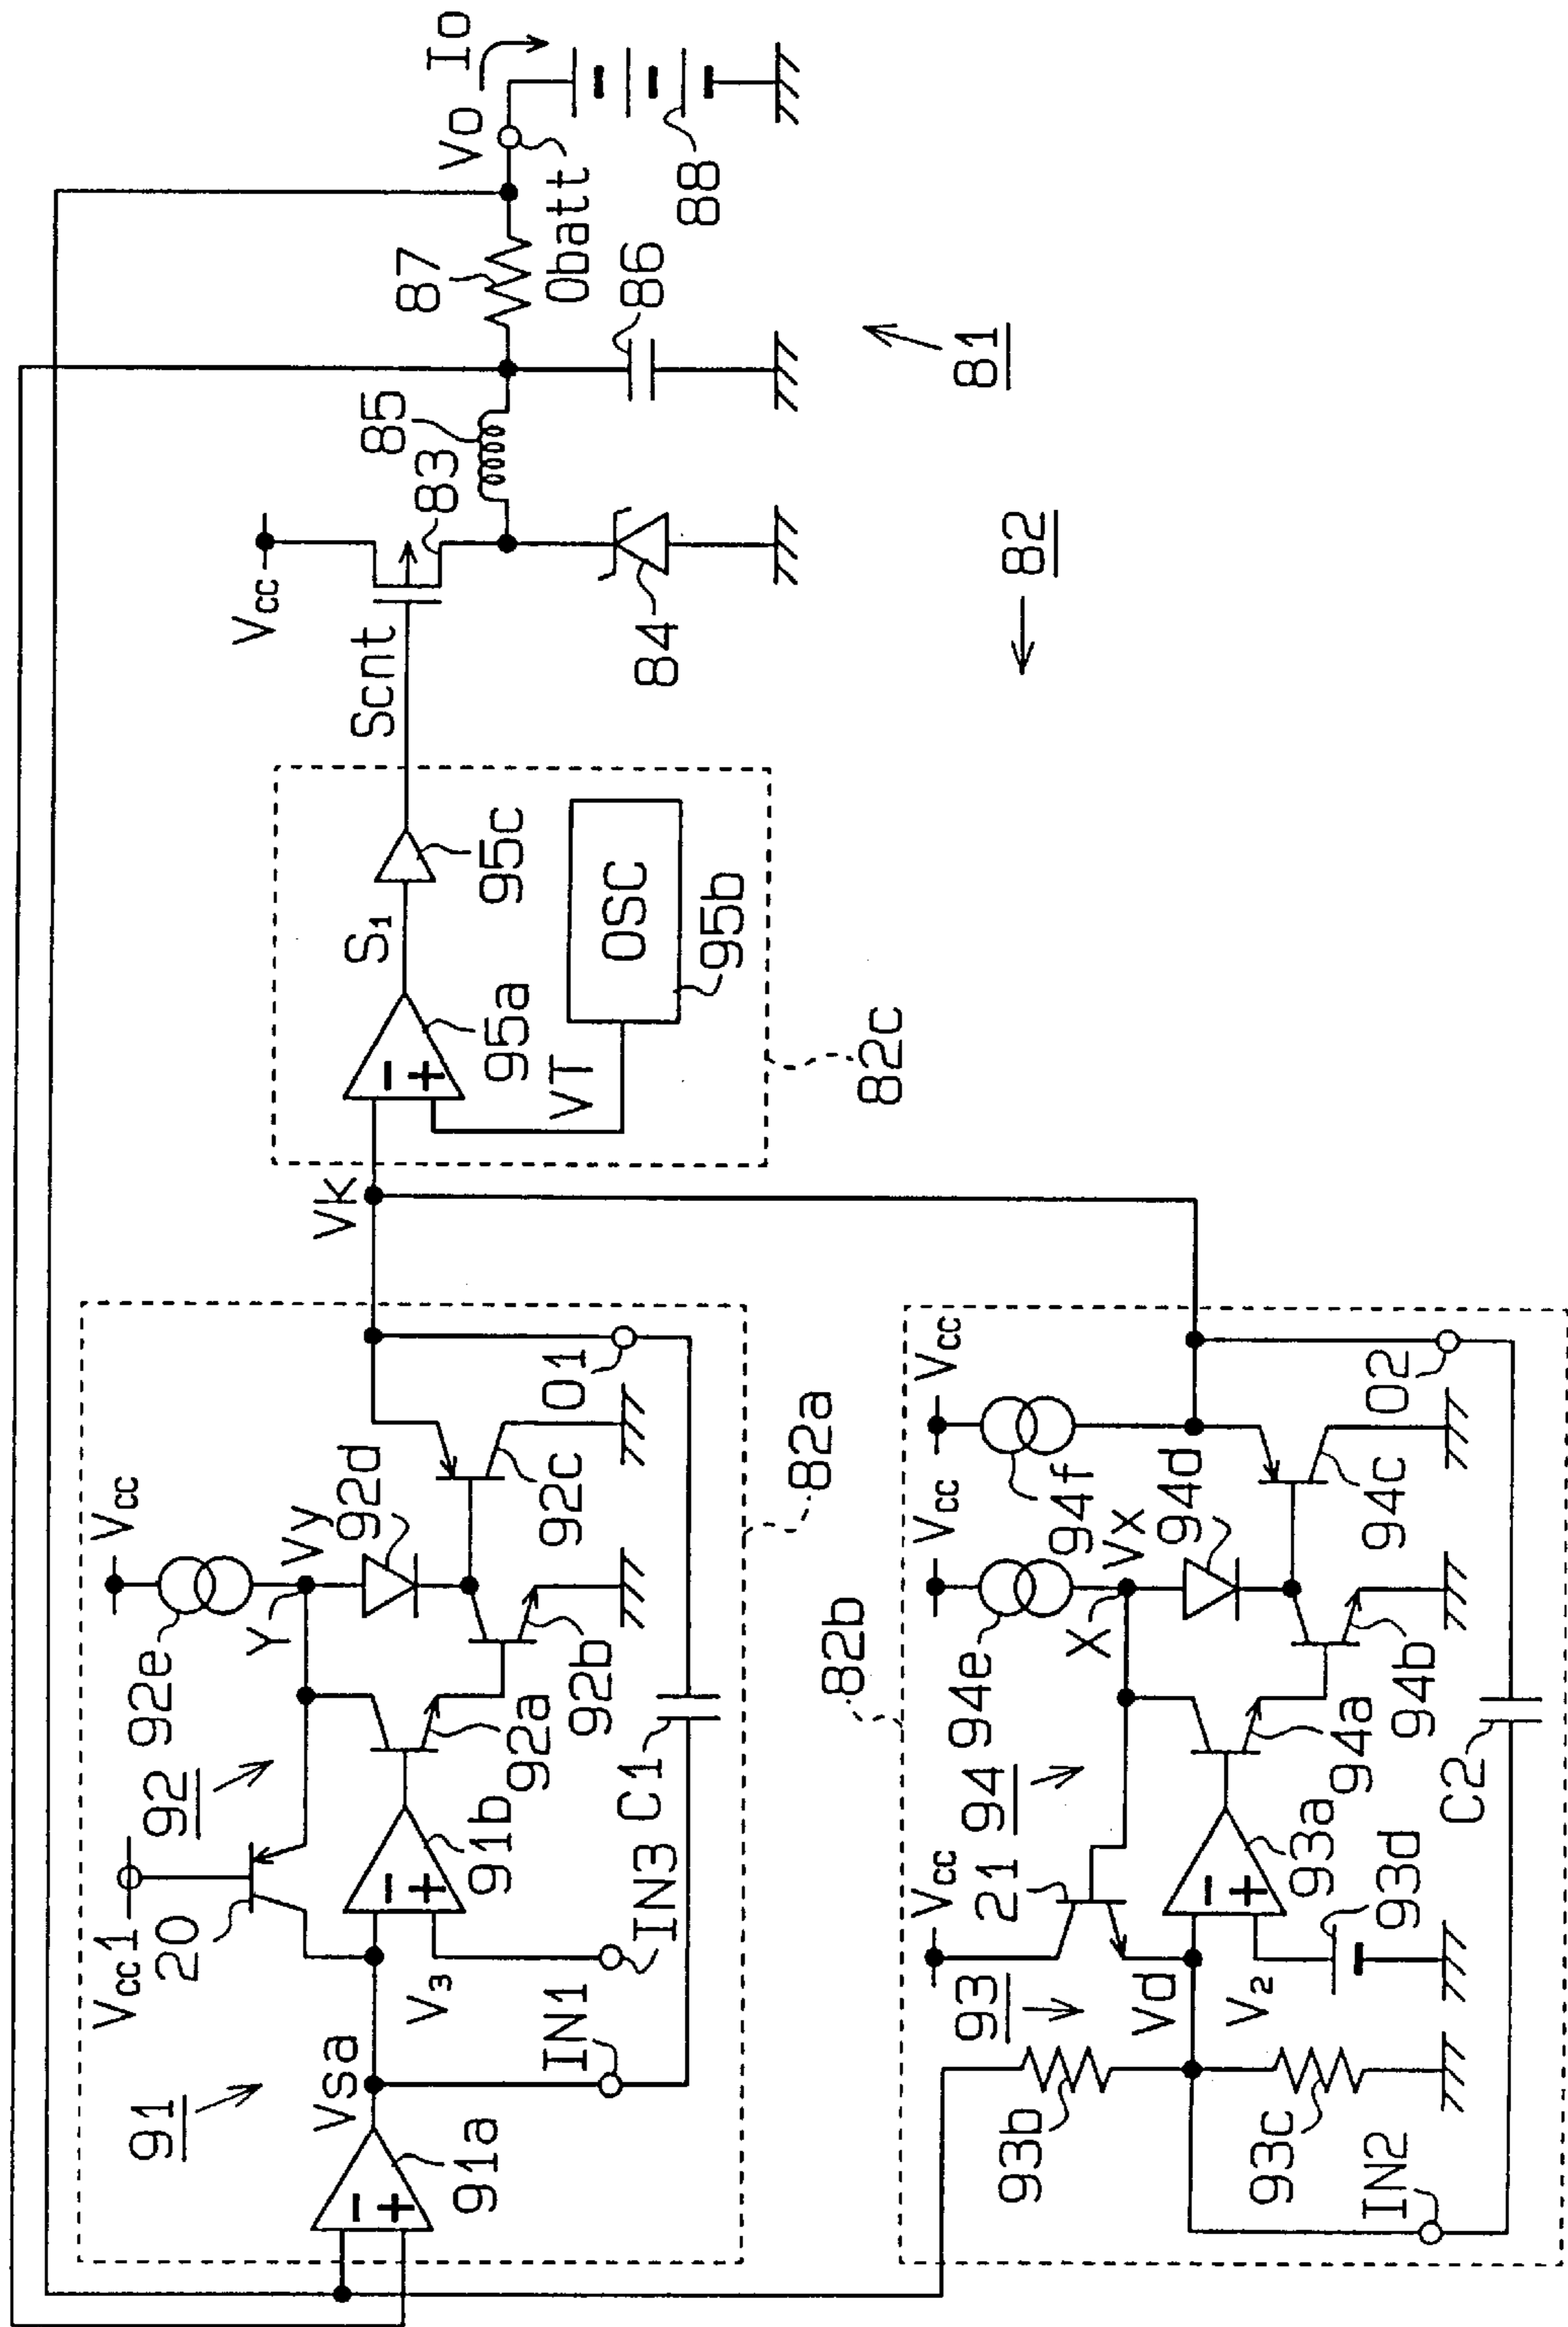 Io
Vo
Obatt
88
87
86
81
85
83
Vcc
84
82
Scnt
95c
S₁
OSC
95b
95a
VT
82c
VK
Vcc
92e
Vy
Y
92d
O1
92c
82a
92b
92
92a
C1
Vcc1
20
91b
IN3
V₃
IN1
Vsa
91
91a
82b
Vcc
Vcc
O2
94f
94d
94e
Vx
X
94c
94b
94
94a
C2
21
Vcc
93a
93d
93
Vd
V₂
93b
93c
IN2